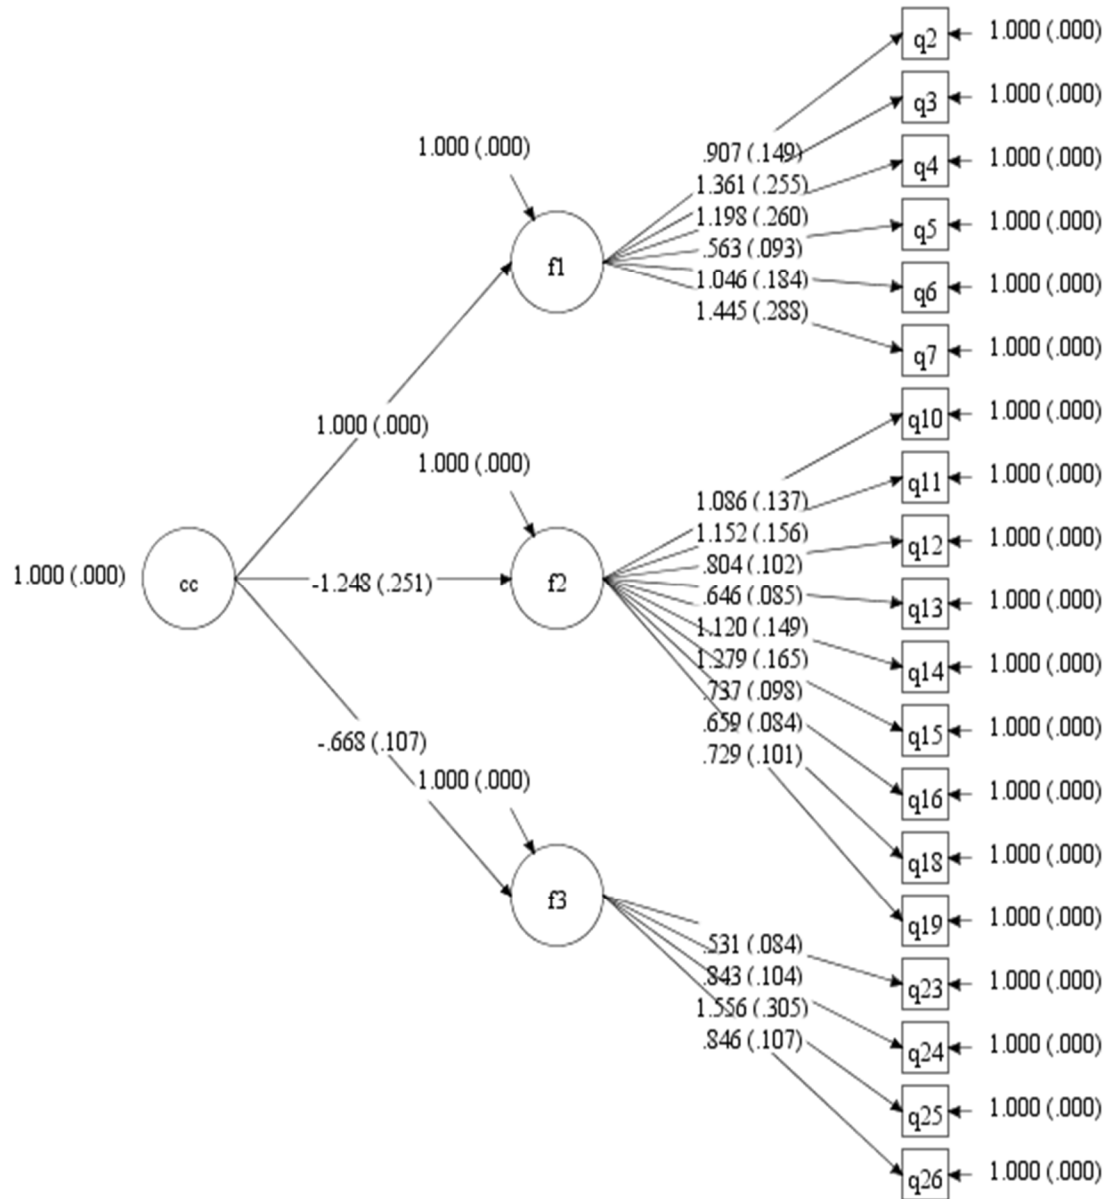 q2 1.000 (.000)
q3 1.000 (.000)
1.000 (.000)
.907 (.149)
q4 1.000 (.000)
1.361 (.255)
1.198 (.260)
q5 1.000 (.000)
.563 (.093)
f1
1.046 (.184)
q6 1.000 (.000)
1.445 (.288)
q7 1.000 (.000)
q10 1.000 (.000)
1.000 (.000)
1.000 (.000)
q11 1.000 (.000)
1.086 (.137)
1.152 (.156)
q12 1.000 (.000)
.804 (.102)
1.000 (.000) cc -1.248 (.251) f2
.646 (.085)
q13 1.000 (.000)
1.120 (.149)
1.279 (.165)
q14 1.000 (.000)
.737 (.098)
.659 (.084)
q15 1.000 (.000)
-.668 (.107)
.729 (.101)
1.000 (.000)
q16 1.000 (.000)
q18 1.000 (.000)
f3
q19 1.000 (.000)
.531 (.084)
.843 (.104)
q23 1.000 (.000)
1.556 (.305)
.846 (.107)
q24 1.000 (.000)
q25 1.000 (.000)
q26 1.000 (.000)